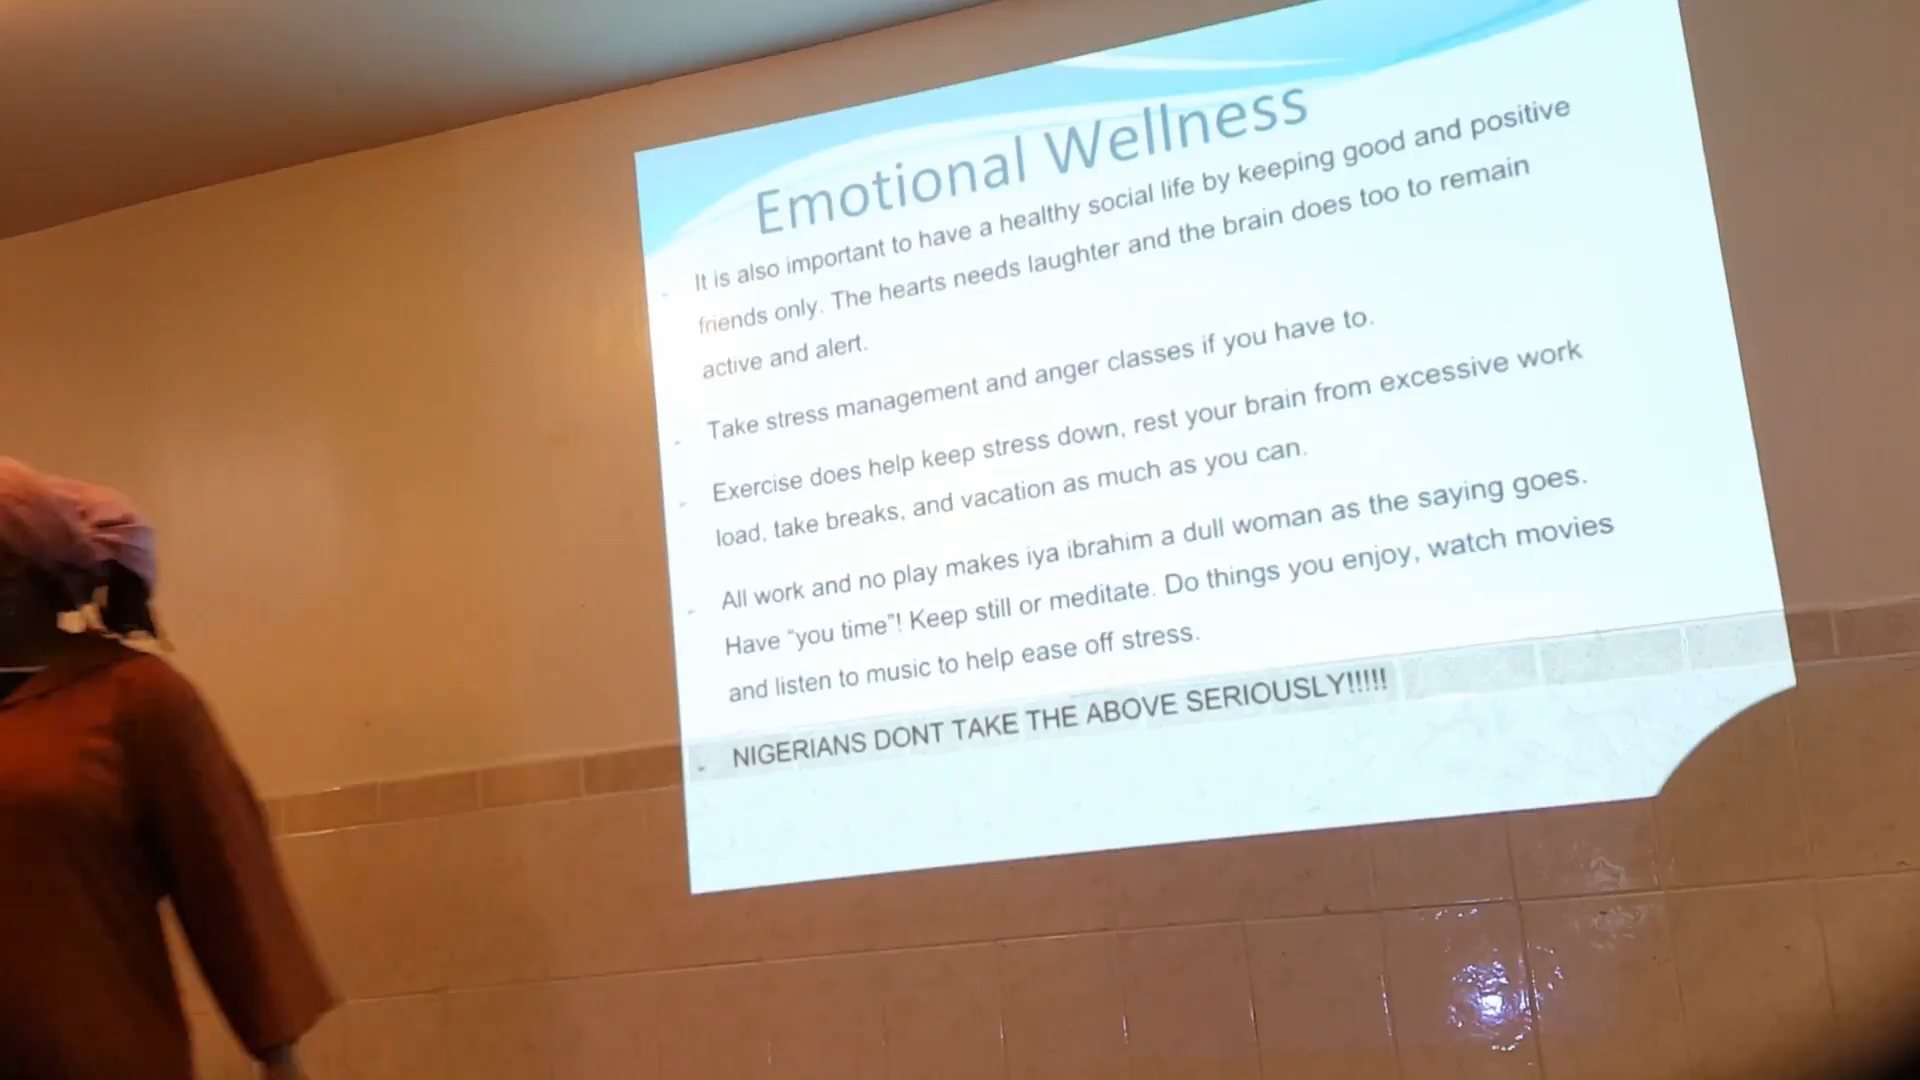 Emotional Wellness
- It is also important to have a healthy social life by keeping good and positive
friends only. The hearts needs laughter and the brain does too to remain
active and alert.
- Take stress management and anger classes if you have to.
- Exercise does help keep stress down, rest your brain from excessive work
load, take breaks, and vacation as much as you can.
- All work and no play makes iya ibrahim a dull woman as the saying goes.
Have "you time"! Keep still or meditate. Do things you enjoy, watch movies
and listen to music to help ease off stress.
- NIGERIANS DONT TAKE THE ABOVE SERIOUSLY!!!!!